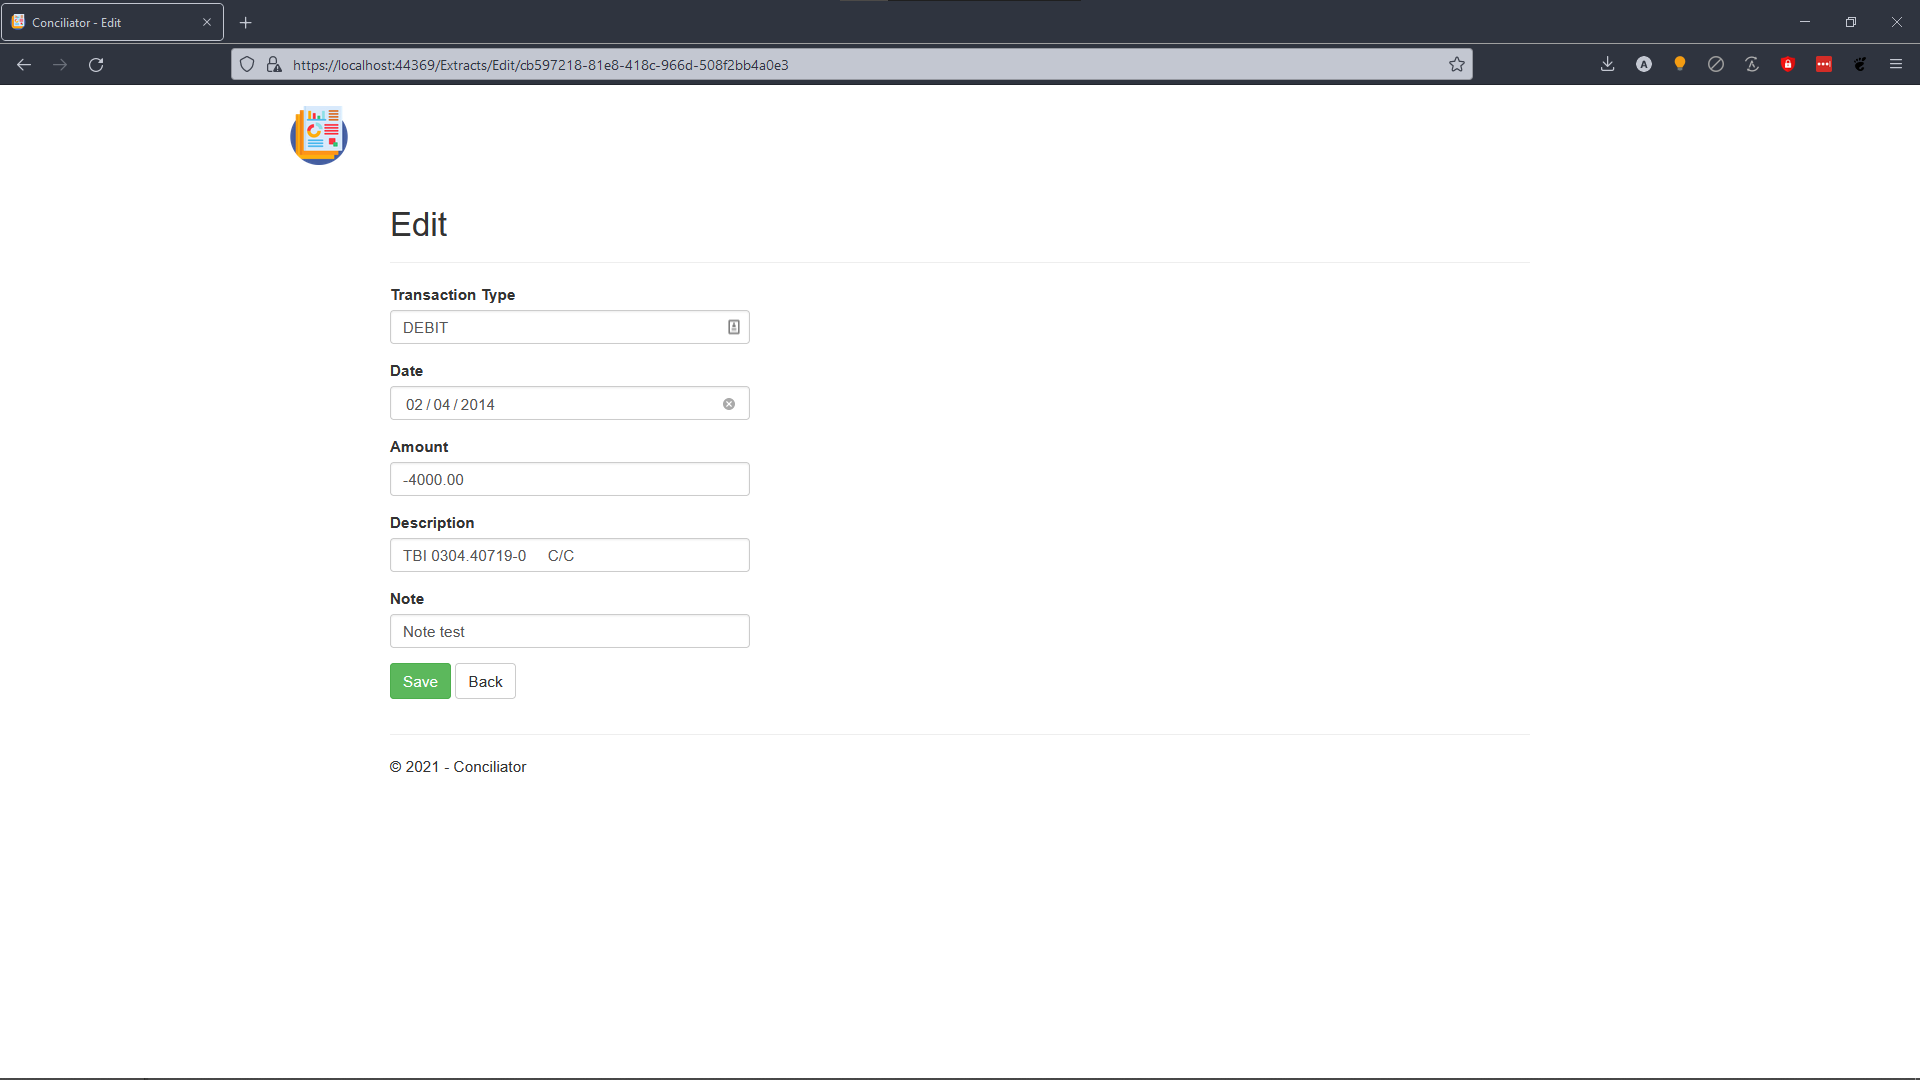 Conciliator - Edit
https://localhost:44369/Extracts/Edit/cb597218-81e8-418c-966d-508f2bb4a0e3
Edit
Transaction Type
DEBIT
Date
02 / 04 / 2014
Amount
-4000.00
Description
TBI 0304.40719-0     C/C
Note
Note test
Save Back
© 2021 - Conciliator